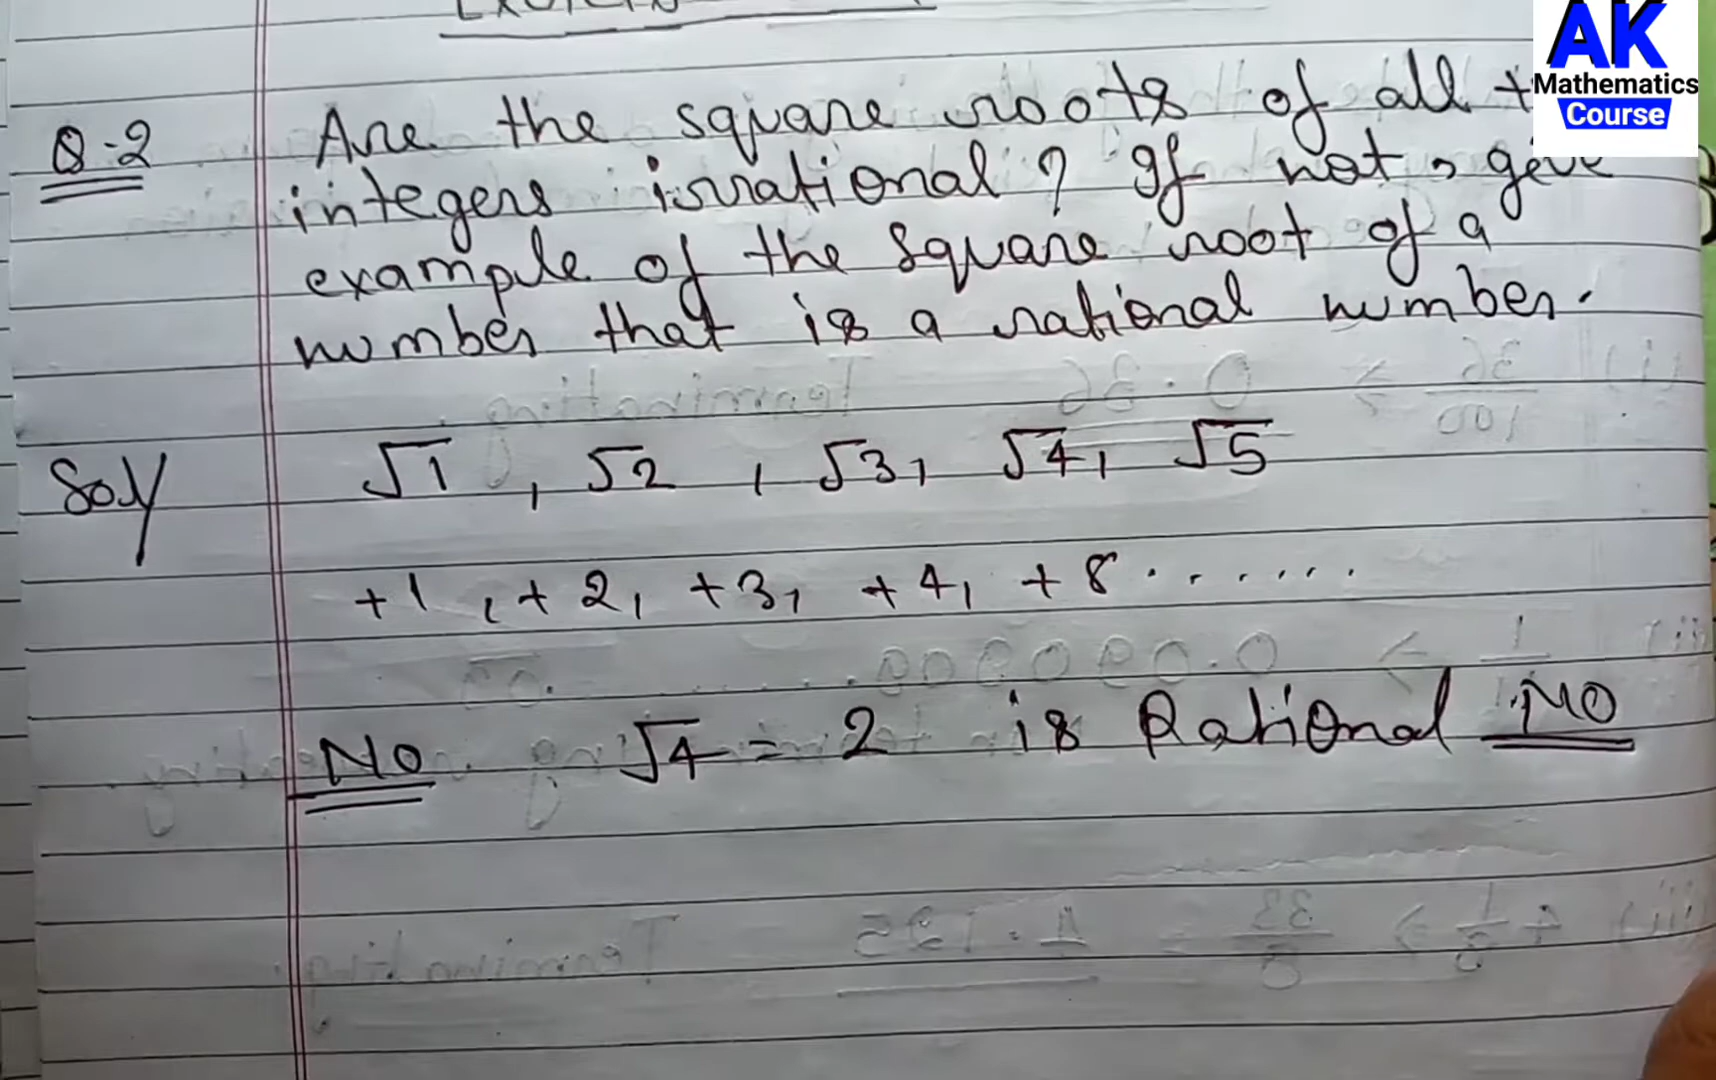 AK
Mathematics
Course
Q-2 Are the square roots of all
integers irrational? If not, give
example of the square root of a
number that is a rational number.
Sol √1, √2, √3, √4, √5
+1, +2, +3, +4, +8.......
NO √4 = 2 is Rational NO